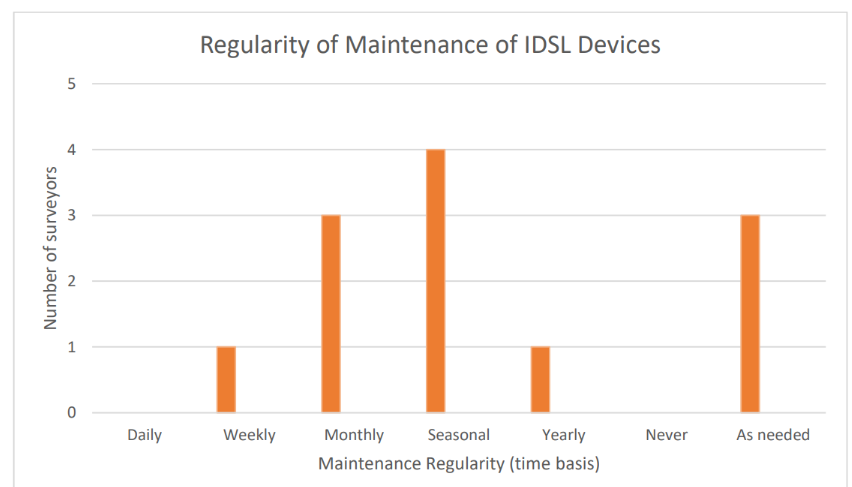 Regularity of Maintenance of IDSL Devices
5
4
3
2
1
0
Number of surveyors
Daily Weekly Monthly Seasonal Yearly Never As needed
Maintenance Regularity (time basis)